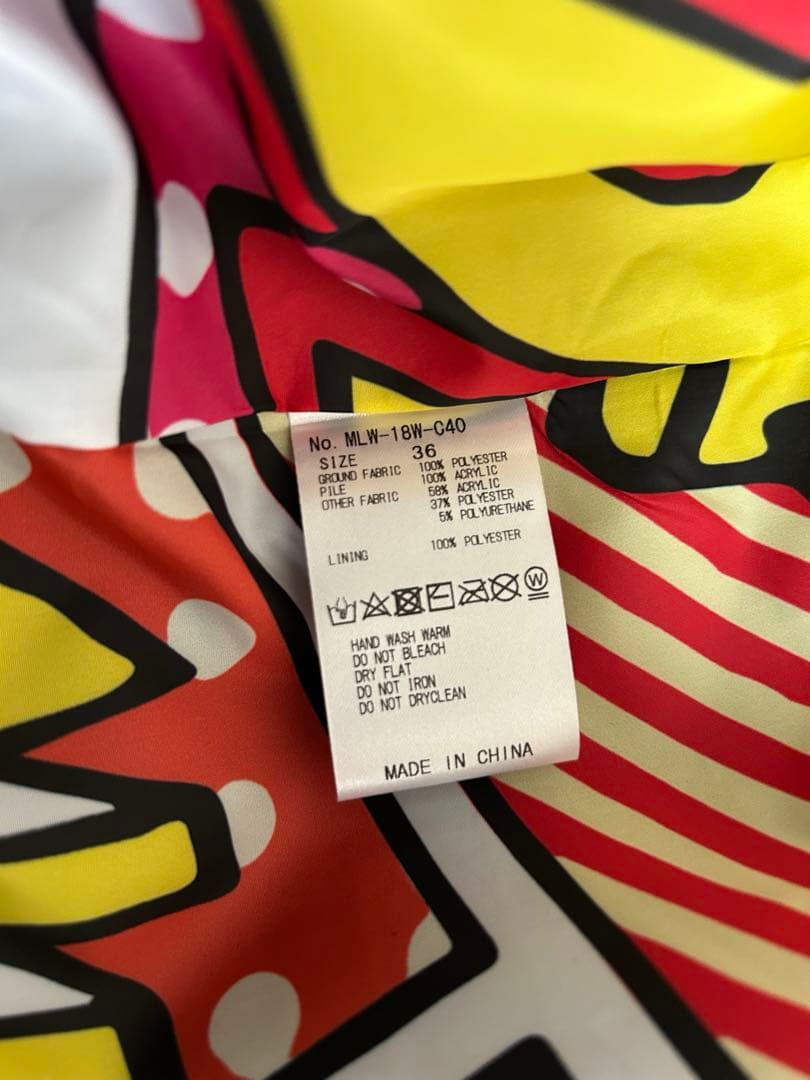 No. MLW-18W-C40
SIZE 36
GROUND FABRIC 100% POLYESTER
PILE 100% ACRYLIC
OTHER FABRIC 58% ACRYLIC
37% POLYESTER
5% POLYURETHANE
LINING 100% POLYESTER
W
HAND WASH WARM
DO NOT BLEACH
DRY FLAT
DO NOT IRON
DO NOT DRYCLEAN
MADE IN CHINA